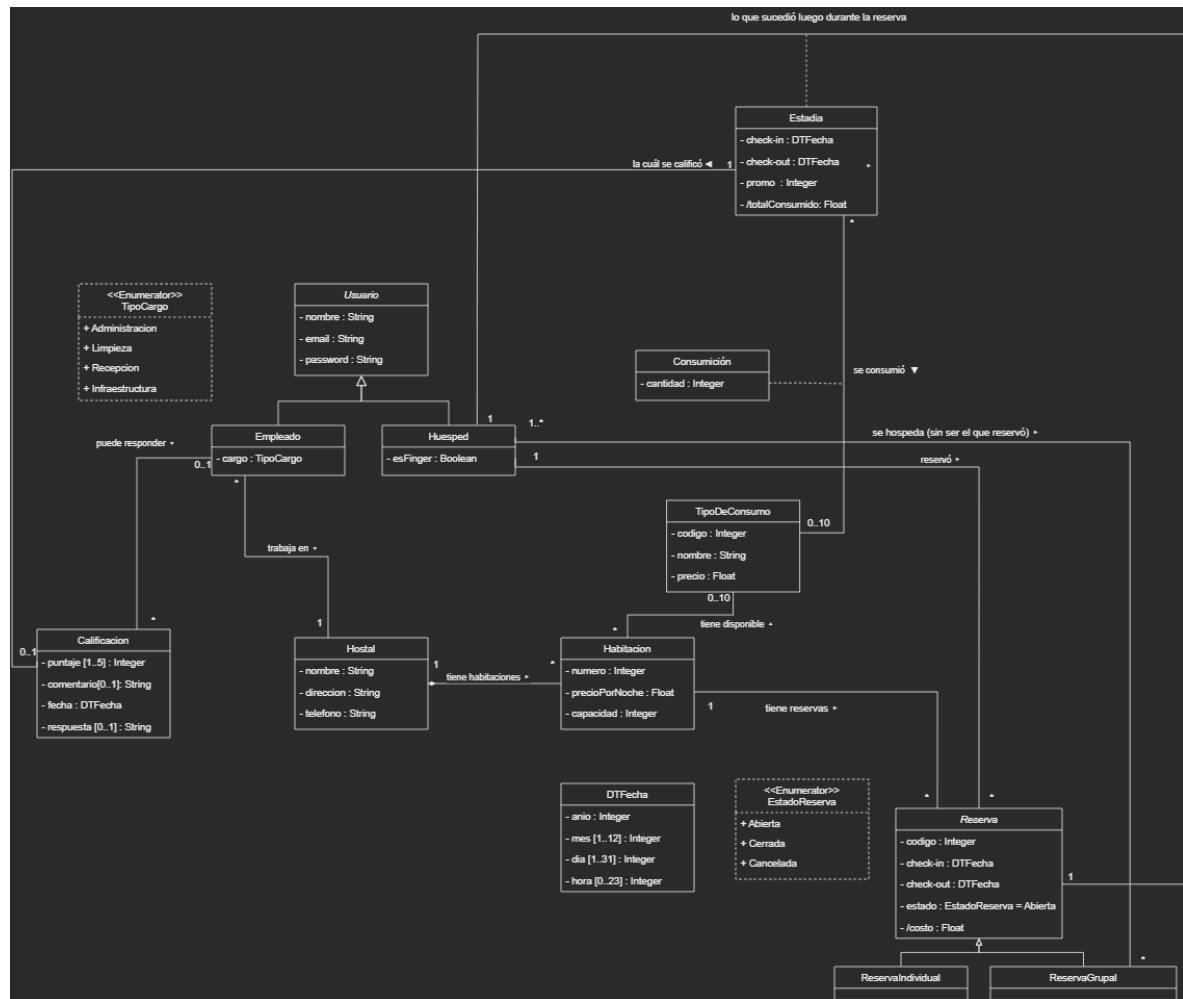 lo que sucedió luego durante la reserva
Estadia
- check-in : DTFecha
- check-out : DTFecha
- promo : Integer
- /totalConsumido: Float
la cuál se calificó ◄
1
*
<<Enumerator>>
TipoCargo
+ Administracion
+ Limpieza
+ Recepcion
+ Infraestructura
Usuario
- nombre : String
- email : String
- password : String
Consumición
- cantidad : Integer
se consumió ▼
Empleado
- cargo : TipoCargo
Huesped
- esFinger : Boolean
1
1..*
se hospeda (sin ser el que reservó) ►
puede responder ▾
0..1
1
reservó ►
*
TipoDeConsumo
- codigo : Integer
- nombre : String
- precio : Float
0..10
0..10
trabaja en ▾
1
*
*
tiene disponible ▴
Calificacion
- puntaje [1..5] : Integer
- comentario[0..1]: String
- fecha : DTFecha
- respuesta [0..1] : String
0..1
Hostal
- nombre : String
- direccion : String
- telefono : String
1
tiene habitaciones ►
*
Habitacion
- numero : Integer
- precioPorNoche : Float
- capacidad : Integer
1
tiene reservas ►
DTFecha
- anio : Integer
- mes [1..12] : Integer
- dia [1..31] : Integer
- hora [0..23] : Integer
<<Enumerator>>
EstadoReserva
+ Abierta
+ Cerrada
+ Cancelada
*
*
Reserva
- codigo : Integer
- check-in : DTFecha
- check-out : DTFecha
- estado : EstadoReserva = Abierta
- /costo : Float
1
*
ReservaIndividual
ReservaGrupal